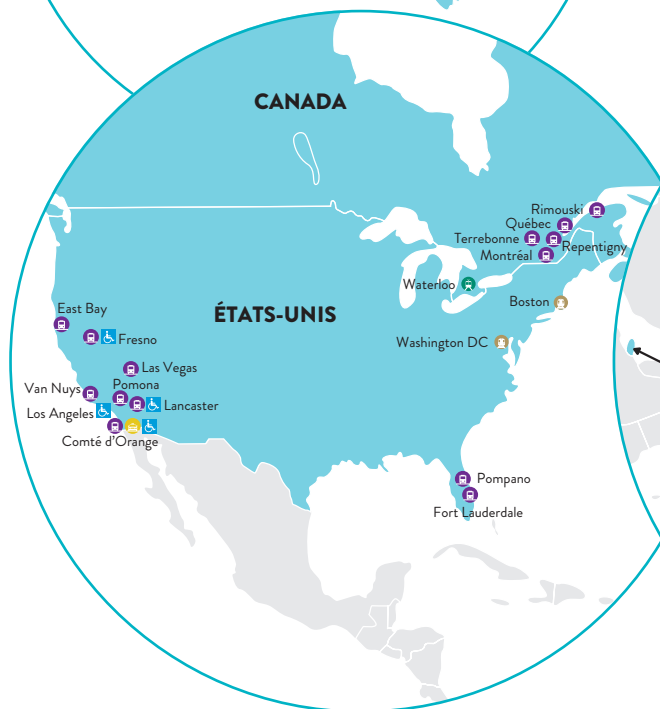 CANADA
Rimouski
Québec
Terrebonne
Repentigny
Montréal
Waterloo
Boston
East Bay
ÉTATS-UNIS
Fresno
Washington DC
Las Vegas
Pomona
Van Nuys
Lancaster
Los Angeles
Comté d'Orange
Pompano
Fort Lauderdale